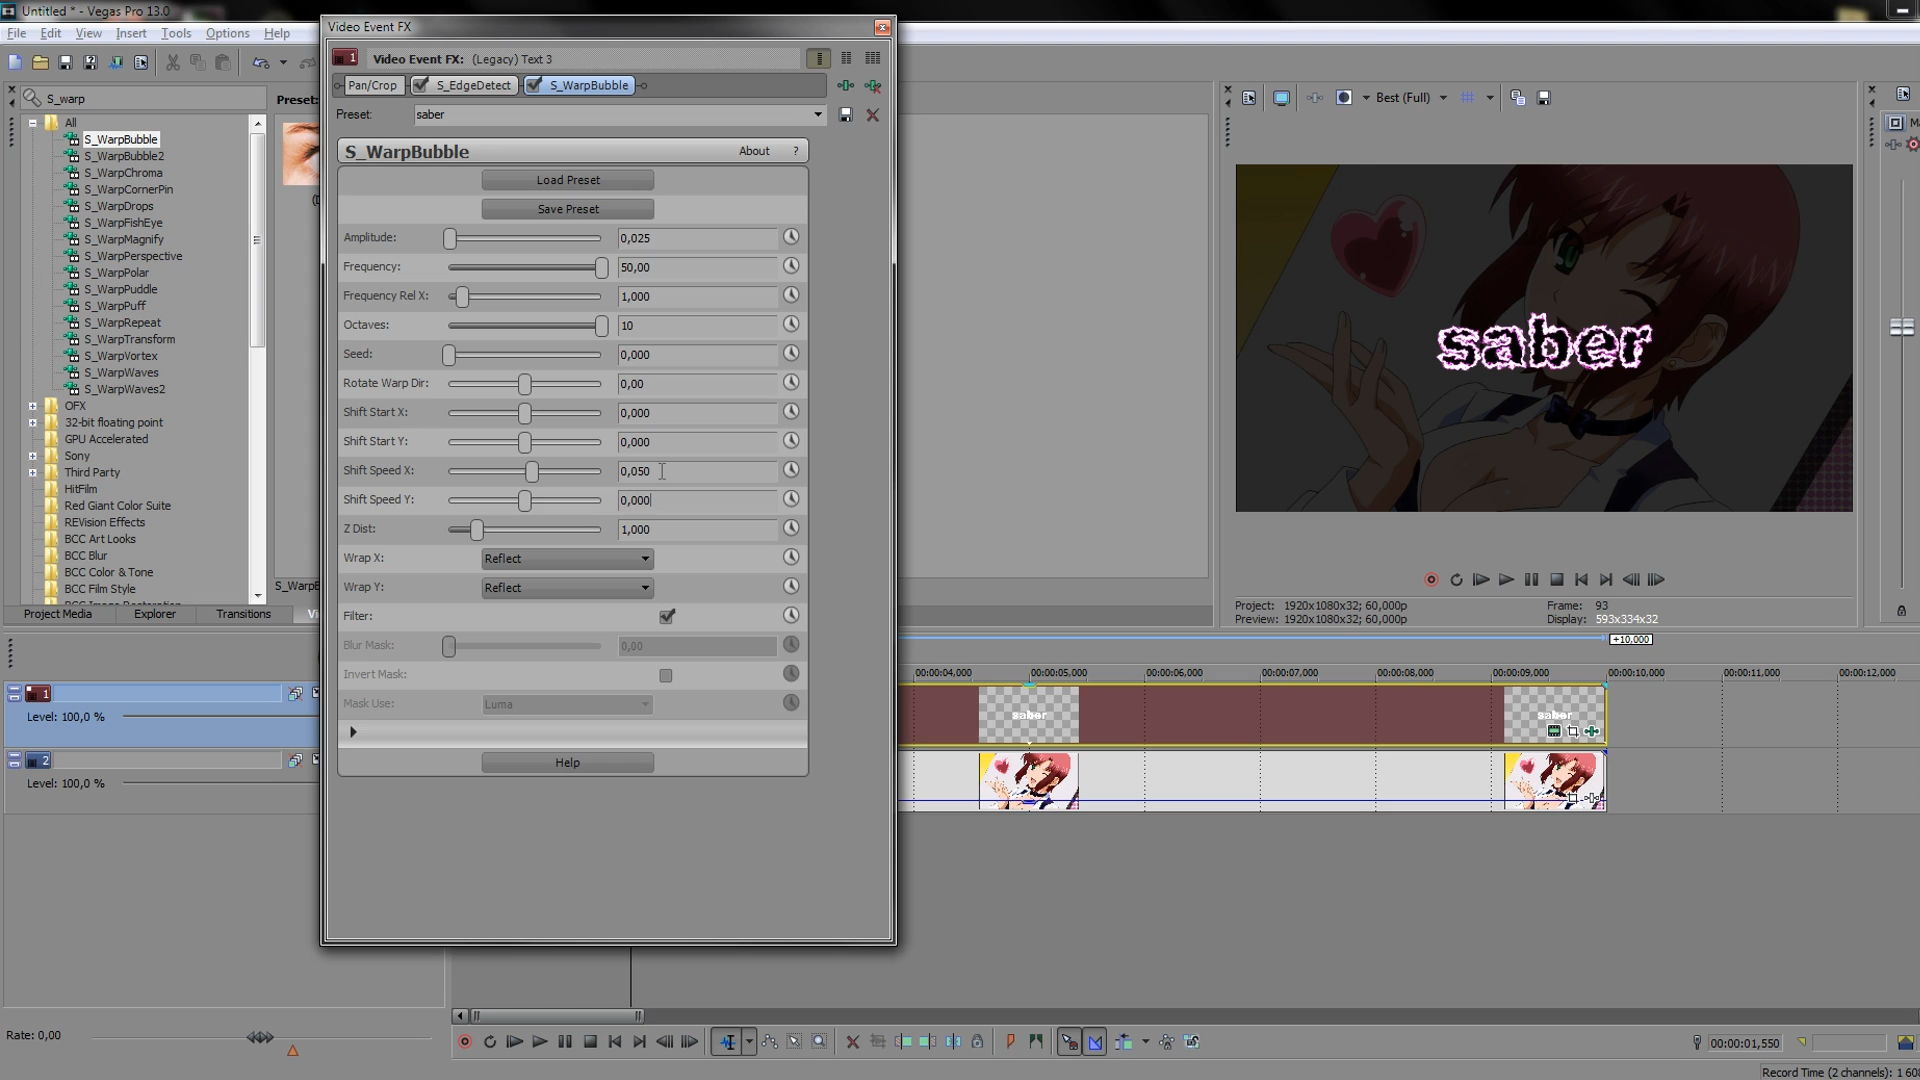 Untitled * - Vegas Pro 13.0
File Edit View Insert Tools Options Help
S_warp
Preset:
All
S_WarpBubble
S_WarpBubble2
S_WarpChroma
S_WarpCornerPin
S_WarpDrops
S_WarpFishEye
S_WarpMagnify
S_WarpPerspective
S_WarpPolar
S_WarpPuddle
S_WarpPuff
S_WarpRepeat
S_WarpTransform
S_WarpVortex
S_WarpWaves
S_WarpWaves2
OFX
32-bit floating point
GPU Accelerated
Sony
Third Party
HitFilm
Red Giant Color Suite
REVision Effects
BCC Art Looks
BCC Blur
BCC Color & Tone
BCC Film Style
Project Media Explorer Transitions
Video Event FX
1 Video Event FX: (Legacy) Text 3
Pan/Crop S_EdgeDetect S_WarpBubble
Preset: saber
S_WarpBubble About ?
Load Preset
Save Preset
Amplitude: 0,025
Frequency: 50,00
Frequency Rel X: 1,000
Octaves: 10
Seed: 0,000
Rotate Warp Dir: 0,00
Shift Start X: 0,000
Shift Start Y: 0,000
Shift Speed X: 0,050
Shift Speed Y: 0,000
Z Dist: 1,000
Wrap X: Reflect
Wrap Y: Reflect
Filter:
Blur Mask: 0,00
Invert Mask:
Mask Use: Luma
Help
Best (Full)
saber
Project: 1920x1080x32; 60,000p Frame: 93
Preview: 1920x1080x32; 60,000p Display: 593x334x32
+10,000
00:00:04,000 00:00:05,000 00:00:06,000 00:00:07,000 00:00:08,000 00:00:09,000 00:00:10,000 00:00:11,000 00:00:12,000
1
Level: 100,0 %
saber saber
2
Level: 100,0 %
Rate: 0,00
00:00:01,550
Record Time (2 channels): 1 60